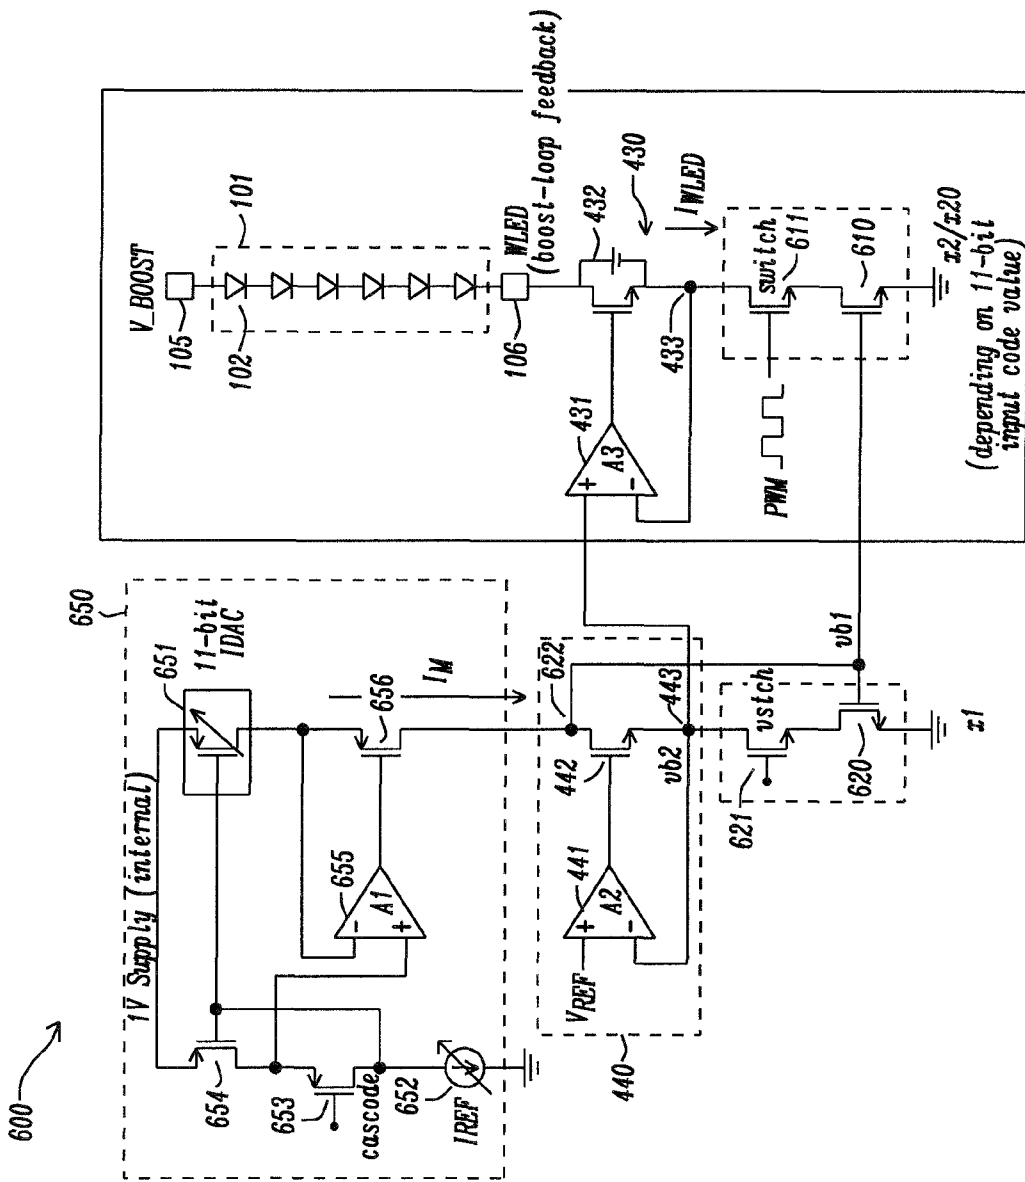 600
1V Supply (internal)
650
651
11-bit
IDAC
654
653
cascode
652
IREF
655
A1
-
+
656
I_M
V_BOOST
105
101
102
106
WLED
(boost-loop feedback)
432
430
431
A3
+
-
433
I_WLED
switch
611
610
PWM
x2/x20
(depending on 11-bit
input code value)
622
442
443
vb2
441
A2
+
-
V_REF
440
vb1
vstch
621
620
x1